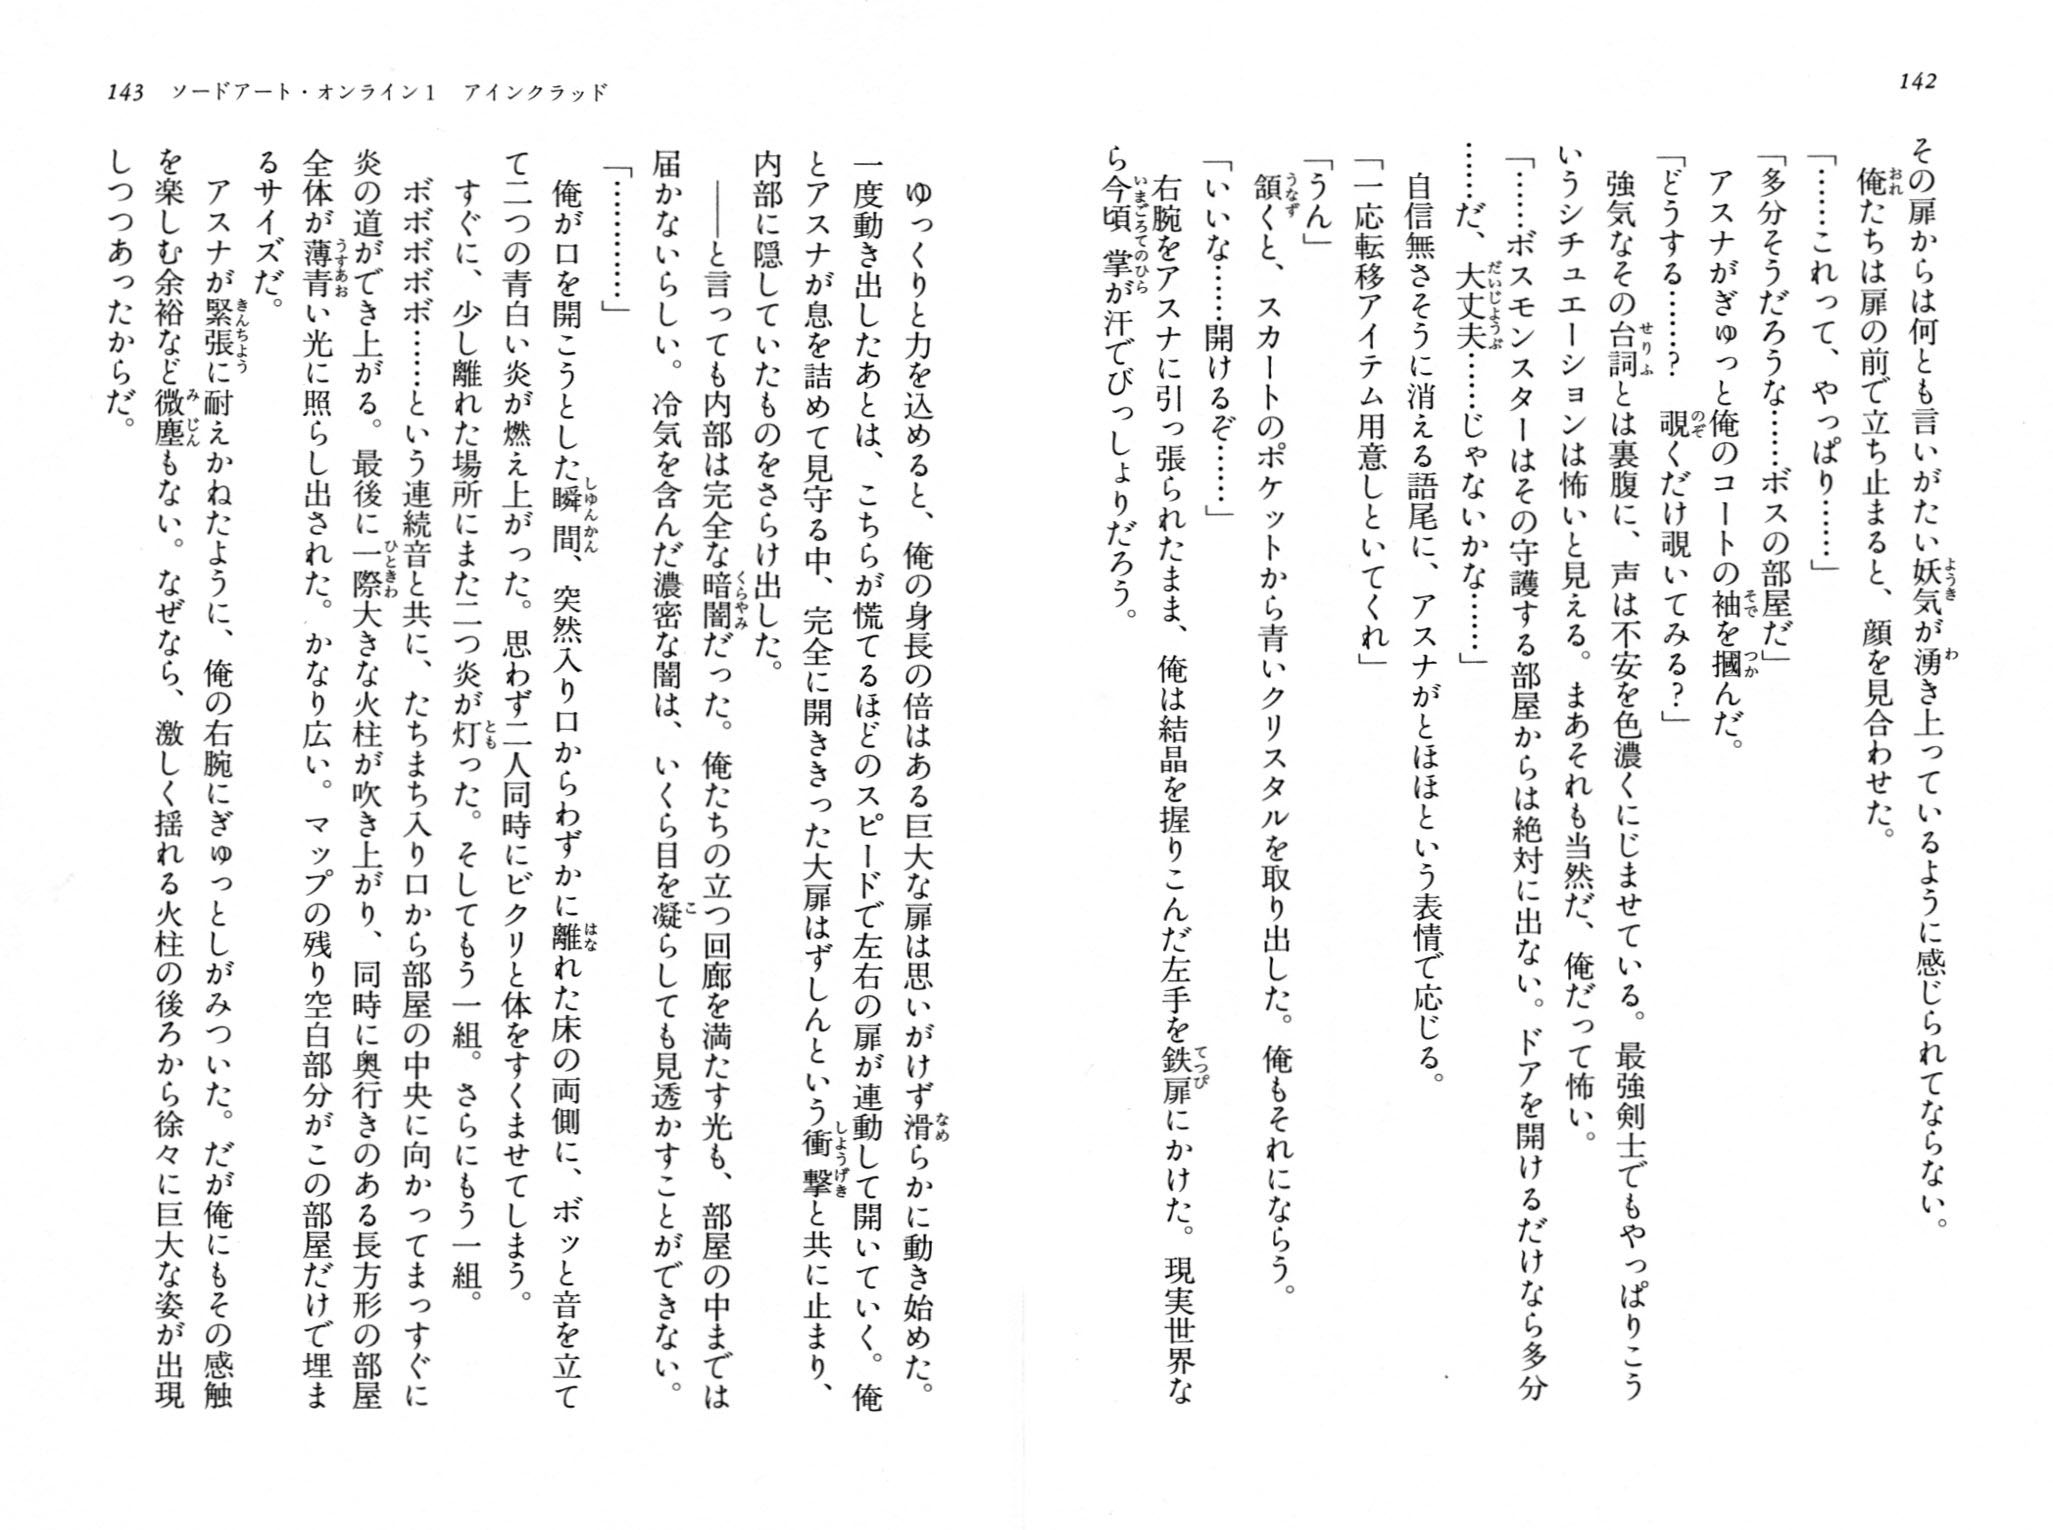 142
その扉からは何とも言いがたい妖気が湧き上っているように感じられてならない。
俺たちは扉の前で立ち止まると、顔を見合わせた。
「……これって、やっぱり……」
「多分そうだろうな……ボスの部屋だ」
アスナがぎゅっと俺のコートの袖を摑んだ。
「どうする……？　覗くだけ覗いてみる？」
強気なその台詞とは裏腹に、声は不安を色濃くにじませている。最強剣士でもやっぱりこう
いうシチュエーションは怖いと見える。まあそれも当然だ、俺だって怖い。
「……ボスモンスターはその守護する部屋からは絶対に出ない。ドアを開けるだけなら多分
……だ、大丈夫……じゃないかな……」
自信無さそうに消える語尾に、アスナがとほほという表情で応じる。
「一応転移アイテム用意しといてくれ」
「うん」
頷くと、スカートのポケットから青いクリスタルを取り出した。俺もそれにならう。
「いいな……開けるぞ……」
右腕をアスナに引っ張られたまま、俺は結晶を握りこんだ左手を鉄扉にかけた。現実世界な
ら今頃掌が汗でびっしょりだろう。
143　ソードアート・オンライン1　アインクラッド
ゆっくりと力を込めると、俺の身長の倍はある巨大な扉は思いがけず滑らかに動き始めた。
一度動き出したあとは、こちらが慌てるほどのスピードで左右の扉が連動して開いていく。俺
とアスナが息を詰めて見守る中、完全に開ききった大扉はずしんという衝撃と共に止まり、
内部に隠していたものをさらけ出した。
――と言っても内部は完全な暗闇だった。俺たちの立つ回廊を満たす光も、部屋の中までは
届かないらしい。冷気を含んだ濃密な闇は、いくら目を凝らしても見透かすことができない。
「…………」
俺が口を開こうとした瞬間、突然入り口からわずかに離れた床の両側に、ボッと音を立て
て二つの青白い炎が燃え上がった。思わず二人同時にビクリと体をすくませてしまう。
すぐに、少し離れた場所にまた二つ炎が灯った。そしてもう一組。さらにもう一組。
ボボボボボ……という連続音と共に、たちまち入り口から部屋の中央に向かってまっすぐに
炎の道ができ上がる。最後に一際大きな火柱が吹き上がり、同時に奥行きのある長方形の部屋
全体が薄青い光に照らし出された。かなり広い。マップの残り空白部分がこの部屋だけで埋ま
るサイズだ。
アスナが緊張に耐えかねたように、俺の右腕にぎゅっとしがみついた。だが俺にもその感触
を楽しむ余裕など微塵もない。なぜなら、激しく揺れる火柱の後ろから徐々に巨大な姿が出現
しつつあったからだ。